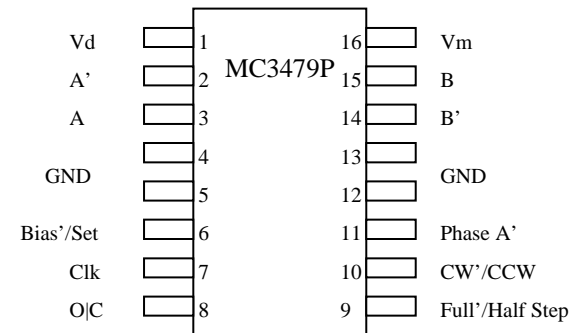 Vd 1 16 Vm
MC3479P
A’ 2 15 B
A 3 14 B’
4 13
GND GND
5 12
Bias’/Set 6 11 Phase A’
Clk 7 10 CW’/CCW
O|C 8 9 Full’/Half Step